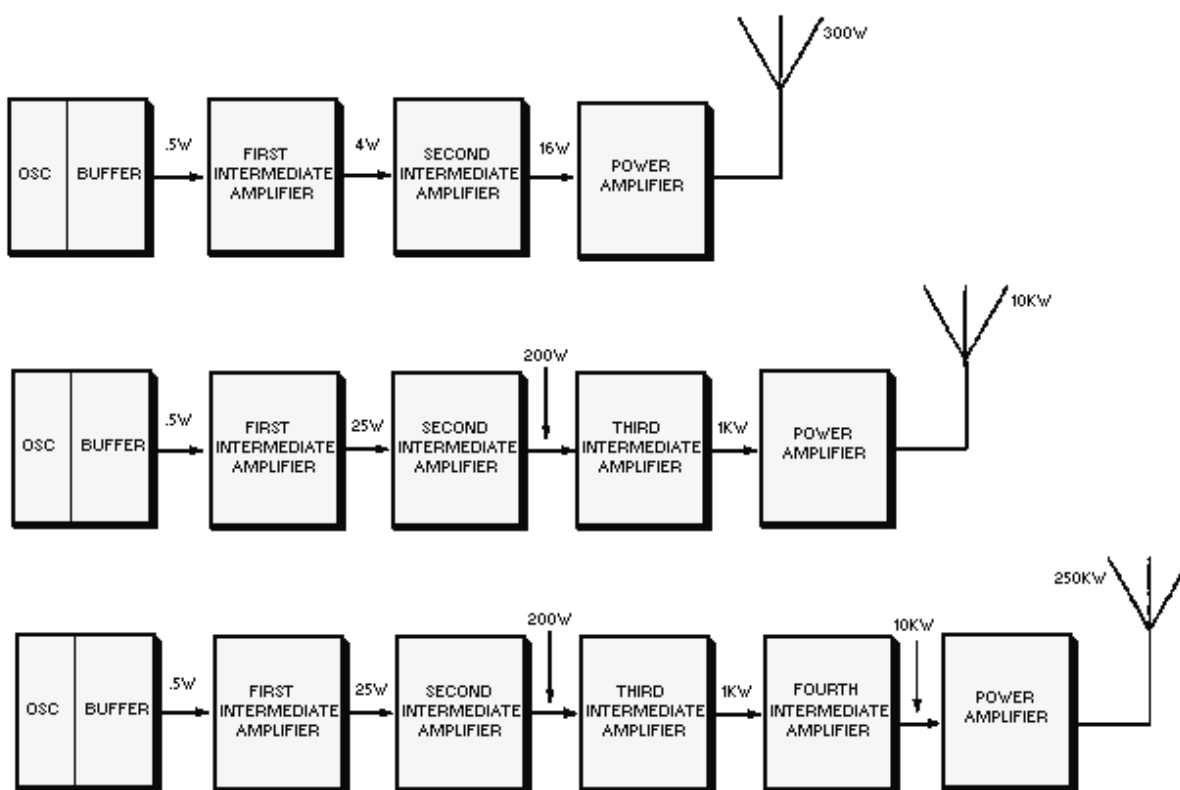 300W
.5W
4W
16W
OSC
BUFFER
FIRST
INTERMEDIATE
AMPLIFIER
SECOND
INTERMEDIATE
AMPLIFIER
POWER
AMPLIFIER
10KW
200W
.5W
25W
1KW
OSC
BUFFER
FIRST
INTERMEDIATE
AMPLIFIER
SECOND
INTERMEDIATE
AMPLIFIER
THIRD
INTERMEDIATE
AMPLIFIER
POWER
AMPLIFIER
250KW
200W
10KW
.5W
25W
1KW
OSC
BUFFER
FIRST
INTERMEDIATE
AMPLIFIER
SECOND
INTERMEDIATE
AMPLIFIER
THIRD
INTERMEDIATE
AMPLIFIER
FOURTH
INTERMEDIATE
AMPLIFIER
POWER
AMPLIFIER